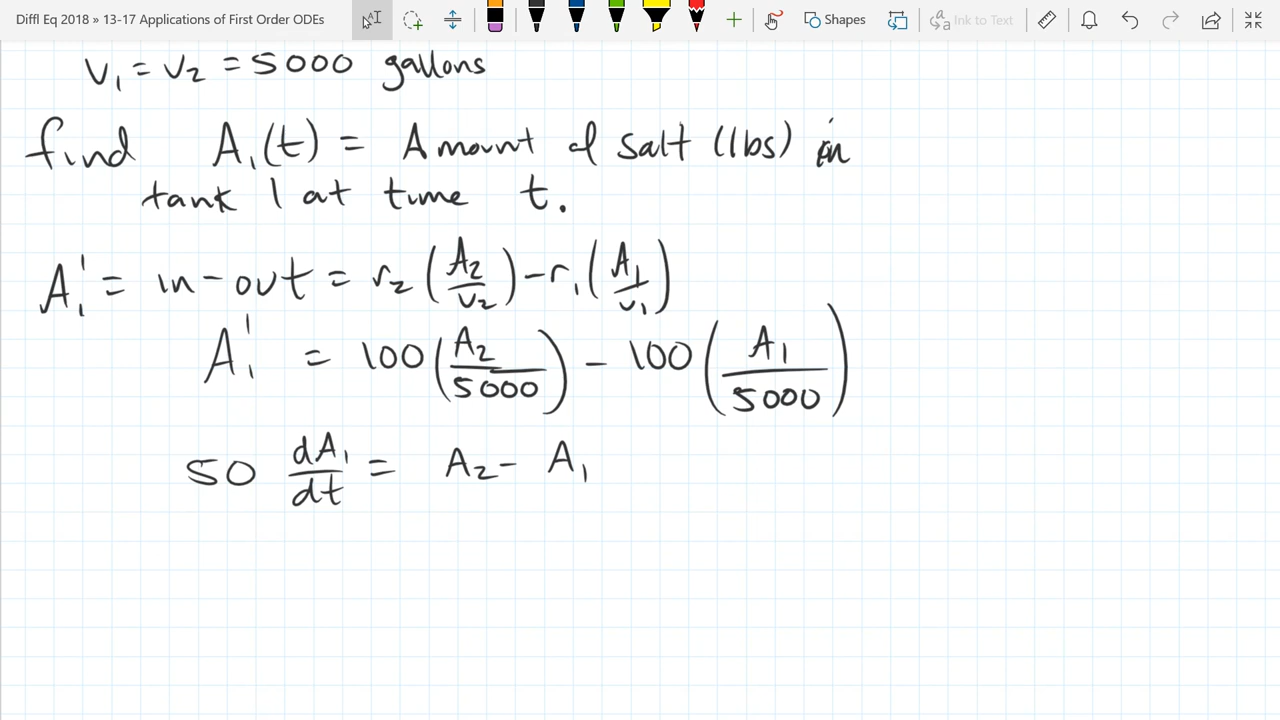 Diffl Eq 2018 » 13-17 Applications of First Order ODEs
Shapes
Ink to Text
V₁ = V₂ = 5000 gallons
find A₁(t) = Amount of salt (lbs) in
tank 1 at time t.
A₁' = in-out = r₂(A₂/V₂) - r₁(A₁/V₁)
A₁' = 100(A₂/5000) - 100(A₁/5000)
50 dA₁/dt = A₂ - A₁